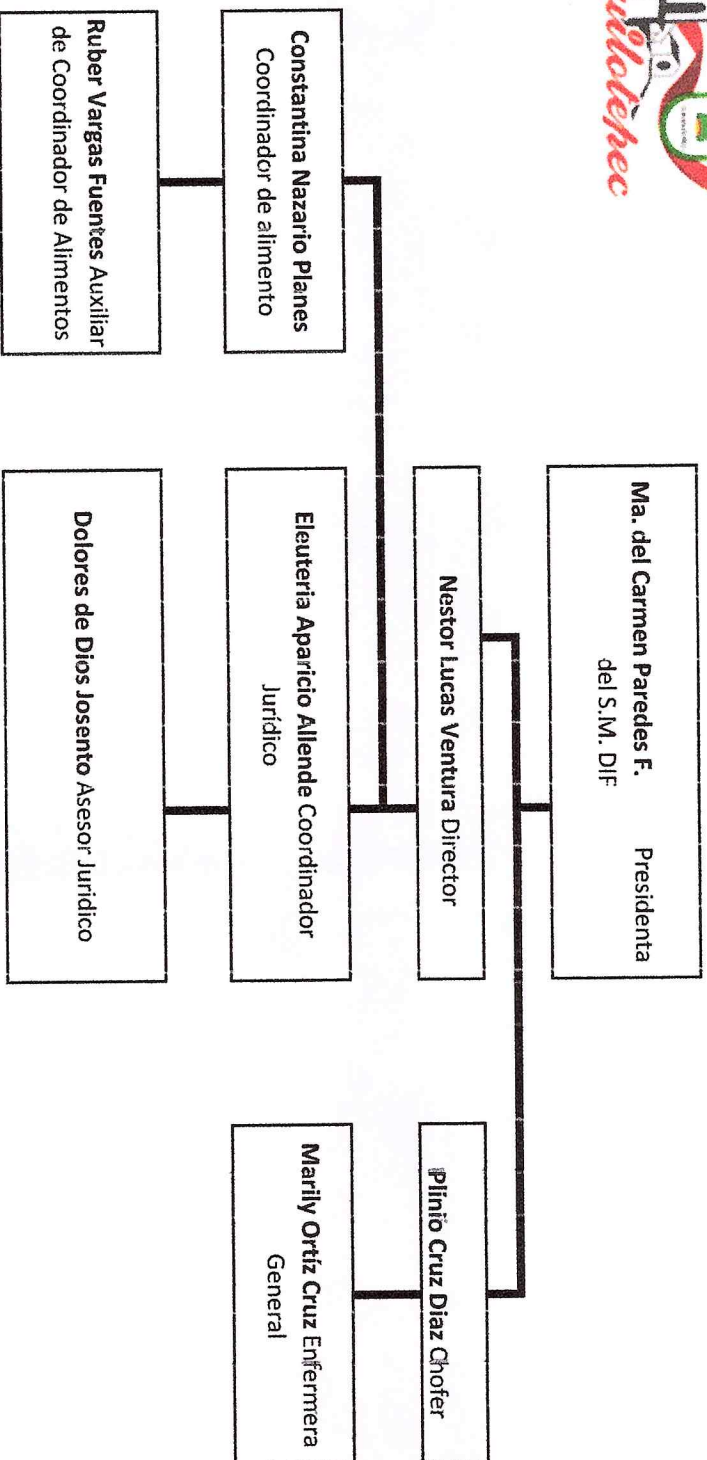 uilotepec
Ma. del Carmen Paredes F. Presidenta
del S.M. DIF
Nestor Lucas Ventura Director
Plinio Cruz Diaz Chofer
Constantina Nazario Planes
Coordinador de alimento
Eleuteria Aparicio Allende Coordinador
Jurídico
Marily Ortíz Cruz Enfermera
General
Ruber Vargas Fuentes Auxiliar
de Coordinador de Alimentos
Dolores de Dios Josento Asesor Juridico